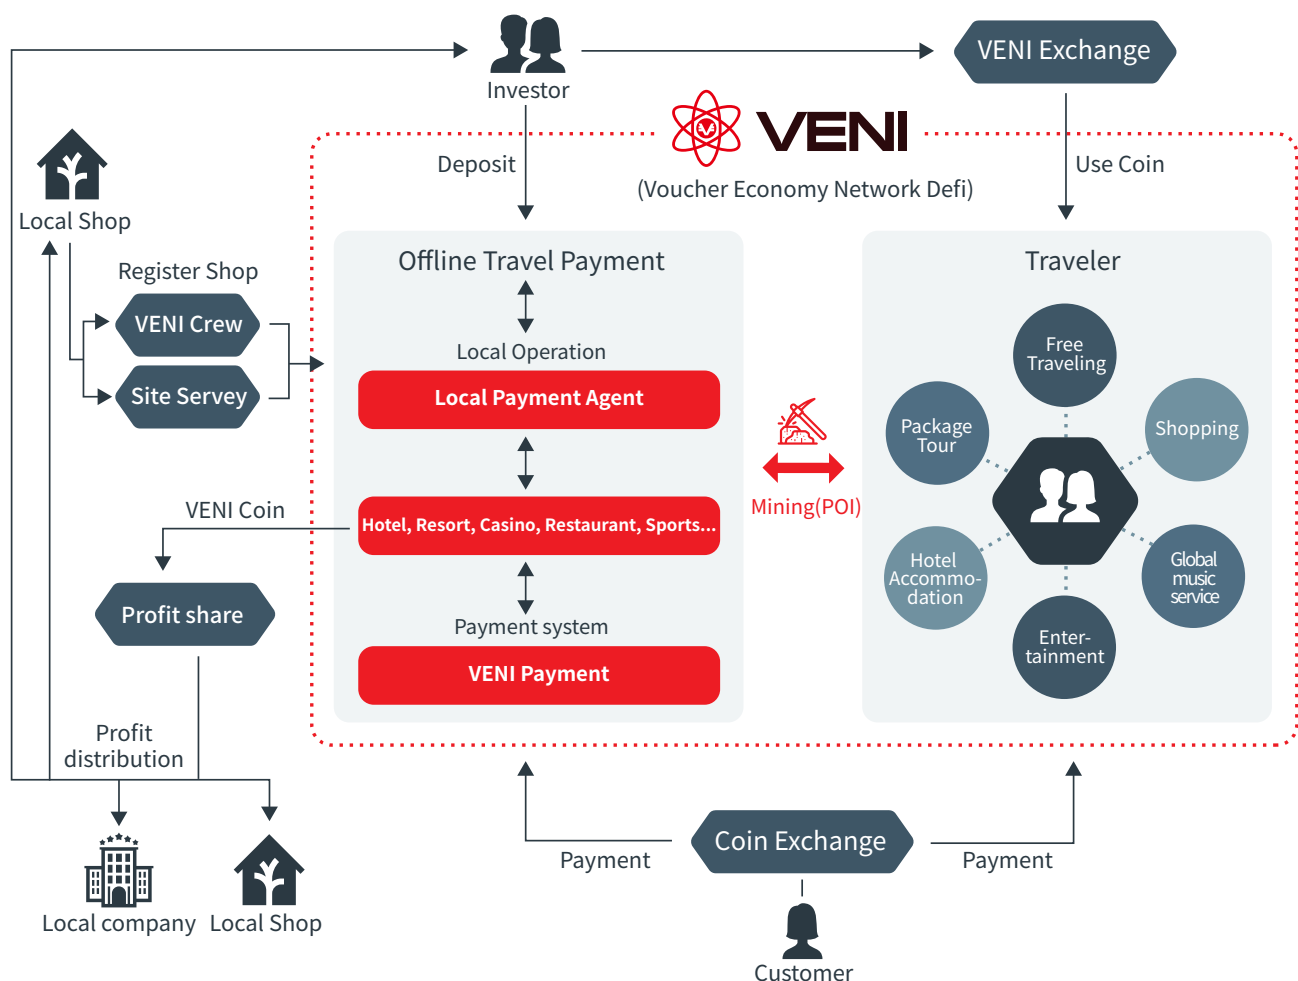 Investor
VENI Exchange
VENI
(Voucher Economy Network Defi)
Deposit
Use Coin
Local Shop
Register Shop
VENI Crew
Site Servey
Offline Travel Payment
Local Operation
Local Payment Agent
Hotel, Resort, Casino, Restaurant, Sports...
Payment system
VENI Payment
Mining(POI)
Traveler
Free
Traveling
Package
Tour
Shopping
Hotel
Accommo-
dation
Global
music
service
Enter-
tainment
VENI Coin
Profit share
Profit
distribution
Local company
Local Shop
Payment
Coin Exchange
Payment
Customer